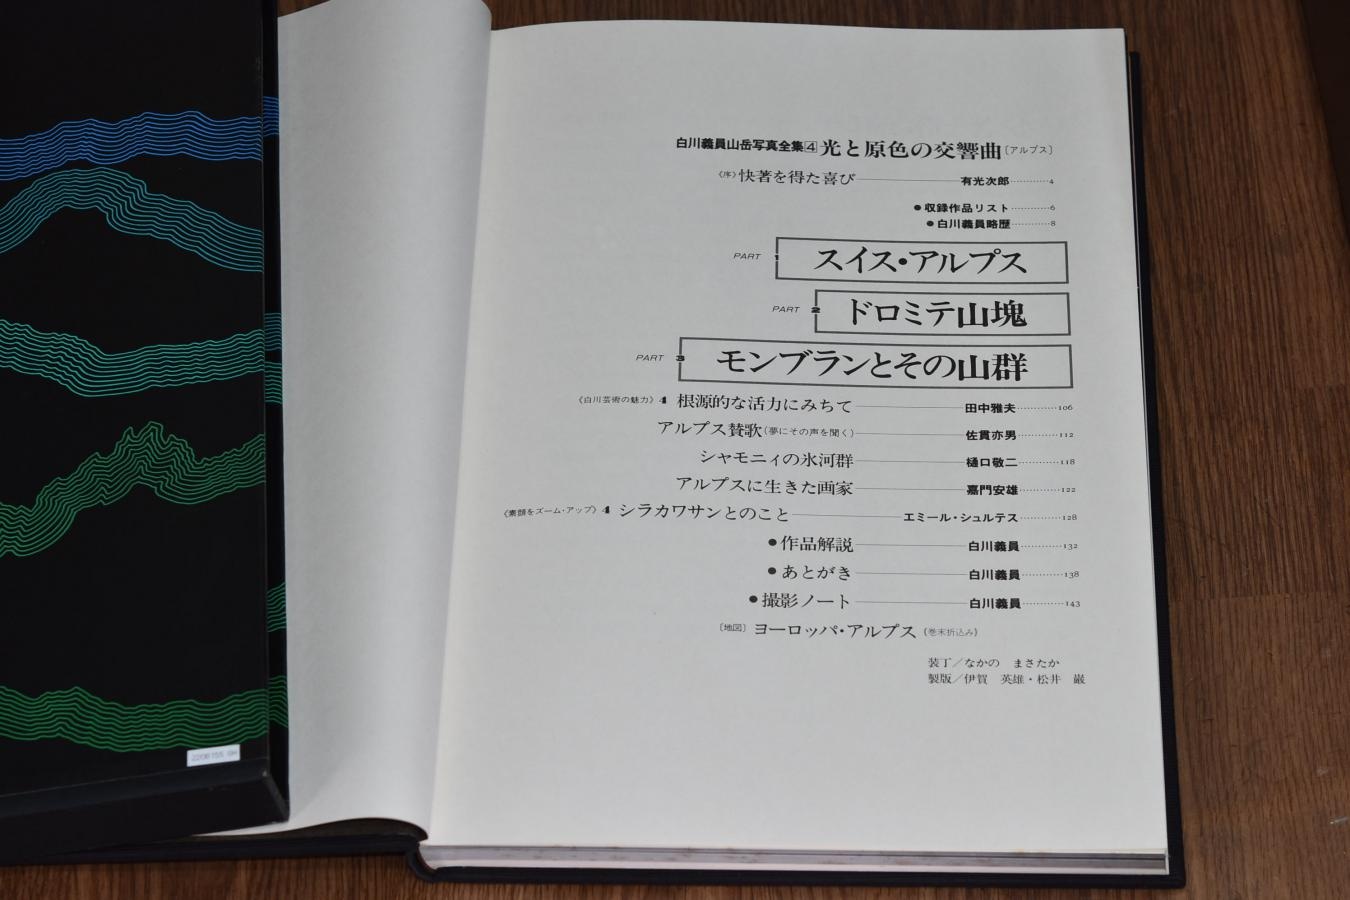 白川義員山岳写真全集4光と原色の交響曲〔アルプス〕
〈序〉快著を得た喜び 有光次郎…………4
●収録作品リスト…………6
●白川義員略歴…………8
PART 1 スイス・アルプス
PART 2 ドロミテ山塊
PART 3 モンブランとその山群
〈白川芸術の魅力〉4 根源的な活力にみちて 田中雅夫…………106
アルプス賛歌(夢にその声を聞く) 佐貫亦男…………112
シャモニィの氷河群 樋口敬二…………118
アルプスに生きた画家 嘉門安雄…………122
〈素顔をズーム・アップ〉4 シラカワサンとのこと エミール・シュルテス…………128
●作品解説 白川義員…………132
●あとがき 白川義員…………138
●撮影ノート 白川義員…………143
〔地図〕ヨーロッパ・アルプス(巻末折込み)
装丁/なかの まさたか
製版/伊賀 英雄・松井 巌